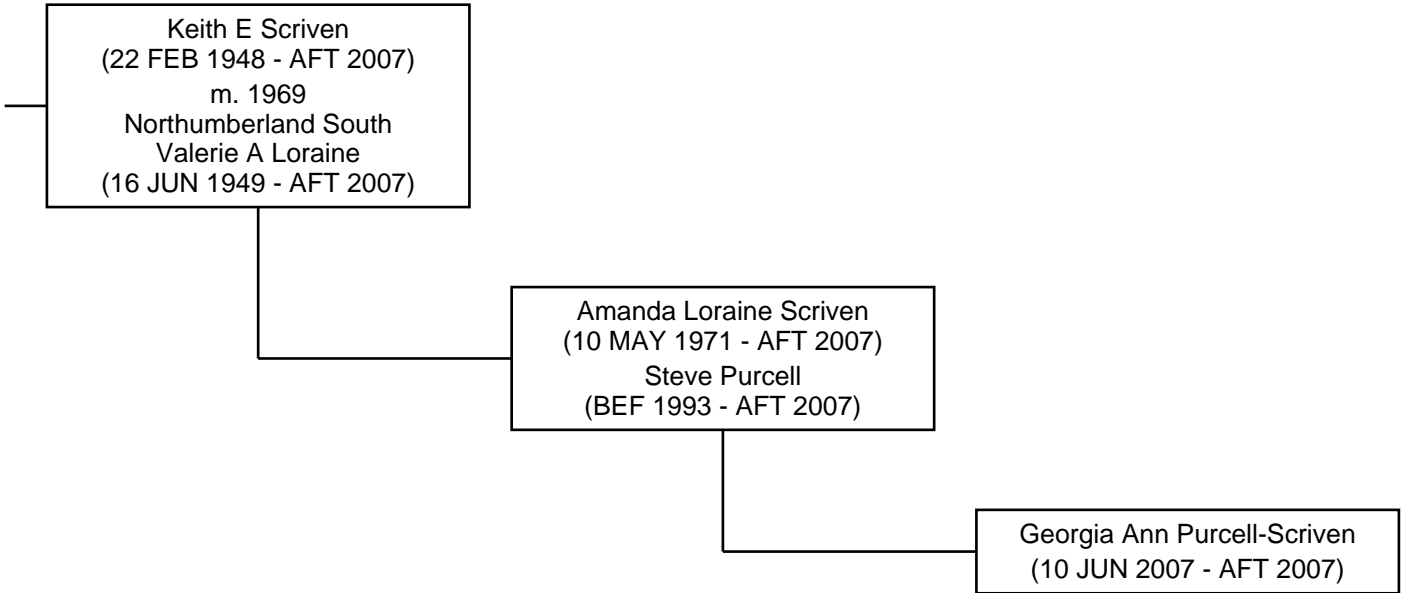 Keith E Scriven
(22 FEB 1948 - AFT 2007)
m. 1969
Northumberland South
Valerie A Loraine
(16 JUN 1949 - AFT 2007)
Amanda Loraine Scriven
(10 MAY 1971 - AFT 2007)
Steve Purcell
(BEF 1993 - AFT 2007)
Georgia Ann Purcell-Scriven
(10 JUN 2007 - AFT 2007)